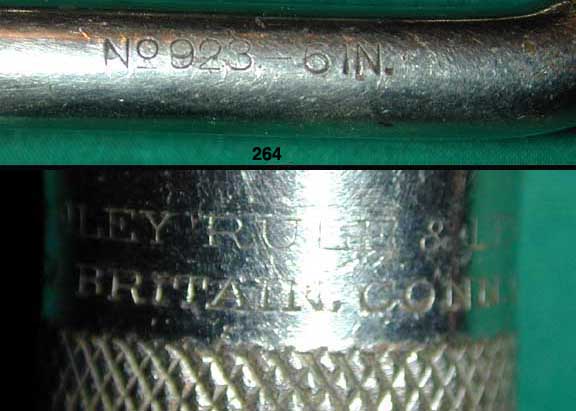 No 923-6 IN.
264
LEY RULE & L
BRITAIN, CONN.